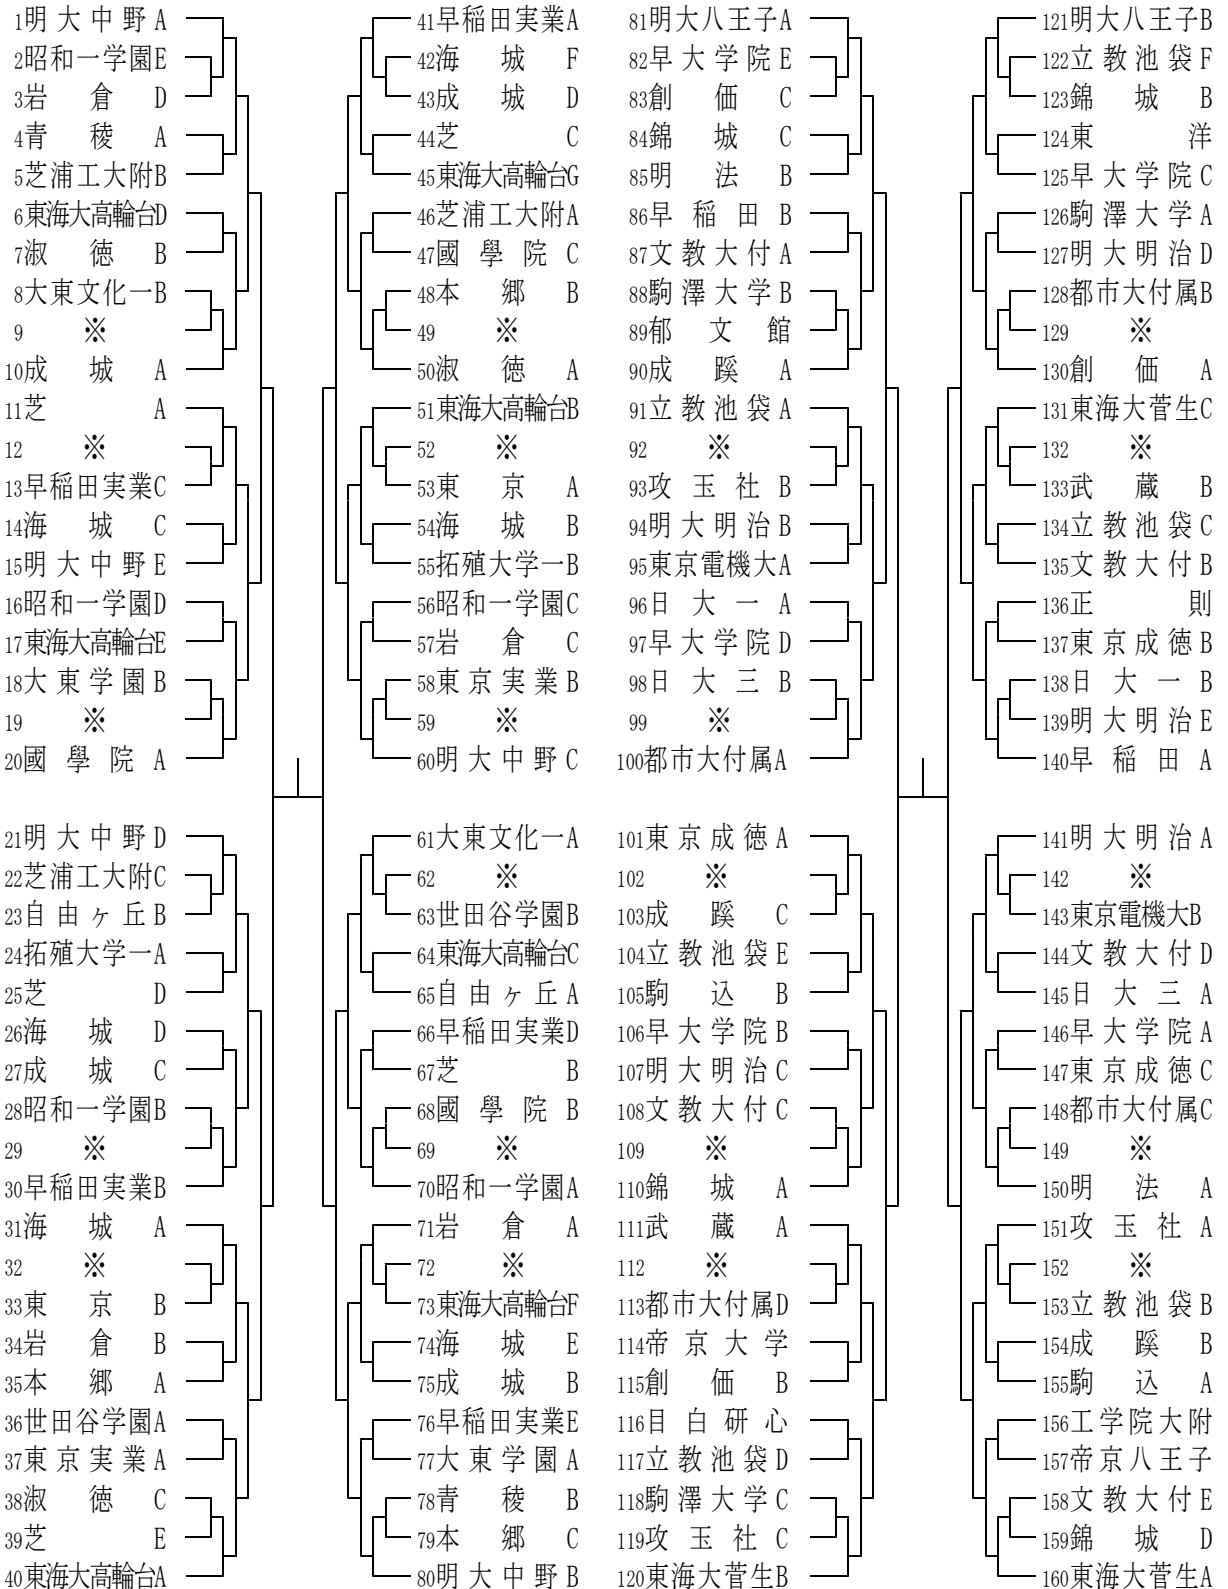 1明大中野A
2昭和一学園E
3岩倉D
4青稜A
5芝浦工大附B
6東海大高輪台D
7淑徳B
8大東文化一B
9 ※
10成城A
11芝A
12 ※
13早稲田実業C
14海城C
15明大中野E
16昭和一学園D
17東海大高輪台E
18大東学園B
19 ※
20國學院A
21明大中野D
22芝浦工大附C
23自由ヶ丘B
24拓殖大学一A
25芝D
26海城D
27成城C
28昭和一学園B
29 ※
30早稲田実業B
31海城A
32 ※
33東京B
34岩倉B
35本郷A
36世田谷学園A
37東京実業A
38淑徳C
39芝E
40東海大高輪台A
41早稲田実業A
42海城F
43成城D
44芝C
45東海大高輪台G
46芝浦工大附A
47國學院C
48本郷B
49 ※
50淑徳A
51東海大高輪台B
52 ※
53東京A
54海城B
55拓殖大学一B
56昭和一学園C
57岩倉C
58東京実業B
59 ※
60明大中野C
61大東文化一A
62 ※
63世田谷学園B
64東海大高輪台C
65自由ヶ丘A
66早稲田実業D
67芝B
68國學院B
69 ※
70昭和一学園A
71岩倉A
72 ※
73東海大高輪台F
74海城E
75成城B
76早稲田実業E
77大東学園A
78青稜B
79本郷C
80明大中野B
81明大八王子A
82早大学院E
83創価C
84錦城C
85明法B
86早稲田B
87文教大付A
88駒澤大学B
89郁文館
90成蹊A
91立教池袋A
92 ※
93攻玉社B
94明大明治B
95東京電機大A
96日大一A
97早大学院D
98日大三B
99 ※
100都市大付属A
101東京成徳A
102 ※
103成蹊C
104立教池袋E
105駒込B
106早大学院B
107明大明治C
108文教大付C
109 ※
110錦城A
111武蔵A
112 ※
113都市大付属D
114帝京大学
115創価B
116目白研心
117立教池袋D
118駒澤大学C
119攻玉社C
120東海大菅生B
121明大八王子B
122立教池袋F
123錦城B
124東洋
125早大学院C
126駒澤大学A
127明大明治D
128都市大付属B
129 ※
130創価A
131東海大菅生C
132 ※
133武蔵B
134立教池袋C
135文教大付B
136正則
137東京成徳B
138日大一B
139明大明治E
140早稲田A
141明大明治A
142 ※
143東京電機大B
144文教大付D
145日大三A
146早大学院A
147東京成徳C
148都市大付属C
149 ※
150明法A
151攻玉社A
152 ※
153立教池袋B
154成蹊B
155駒込A
156工学院大附
157帝京八王子
158文教大付E
159錦城D
160東海大菅生A